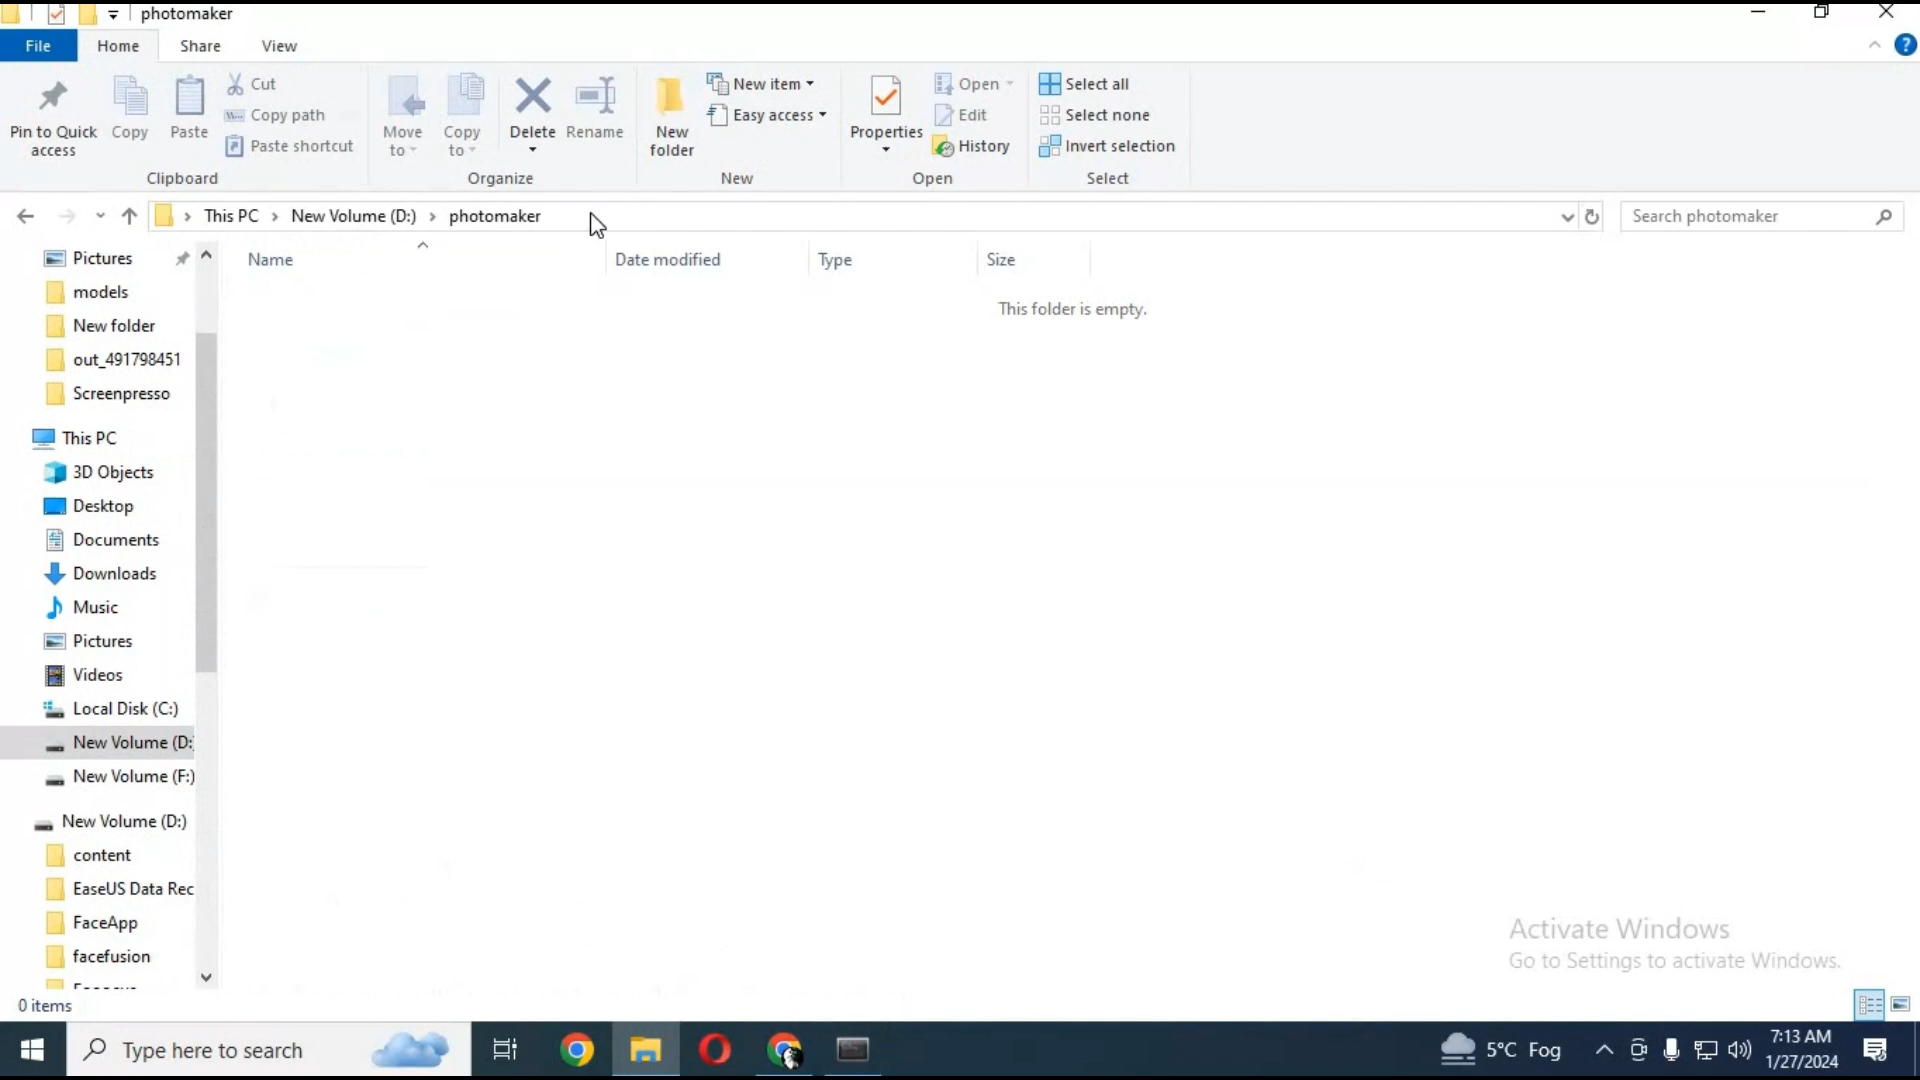 photomaker
File Home Share View
Pin to Quick access
Copy
Paste
Cut
Copy path
Paste shortcut
Clipboard
Move to
Copy to
Delete
Rename
Organize
New folder
New item
Easy access
New
Properties
Open
Edit
History
Open
Select all
Select none
Invert selection
Select
This PC New Volume (D:) photomaker
Search photomaker
Name Date modified Type Size
This folder is empty.
Pictures
models
New folder
out_491798451
Screenpresso
This PC
3D Objects
Desktop
Documents
Downloads
Music
Pictures
Videos
Local Disk (C:)
New Volume (D:
New Volume (F:)
New Volume (D:)
content
EaseUS Data Rec
FaceApp
facefusion
Activate Windows
Go to Settings to activate Windows.
0 items
Type here to search
5°C Fog
7:13 AM
1/27/2024